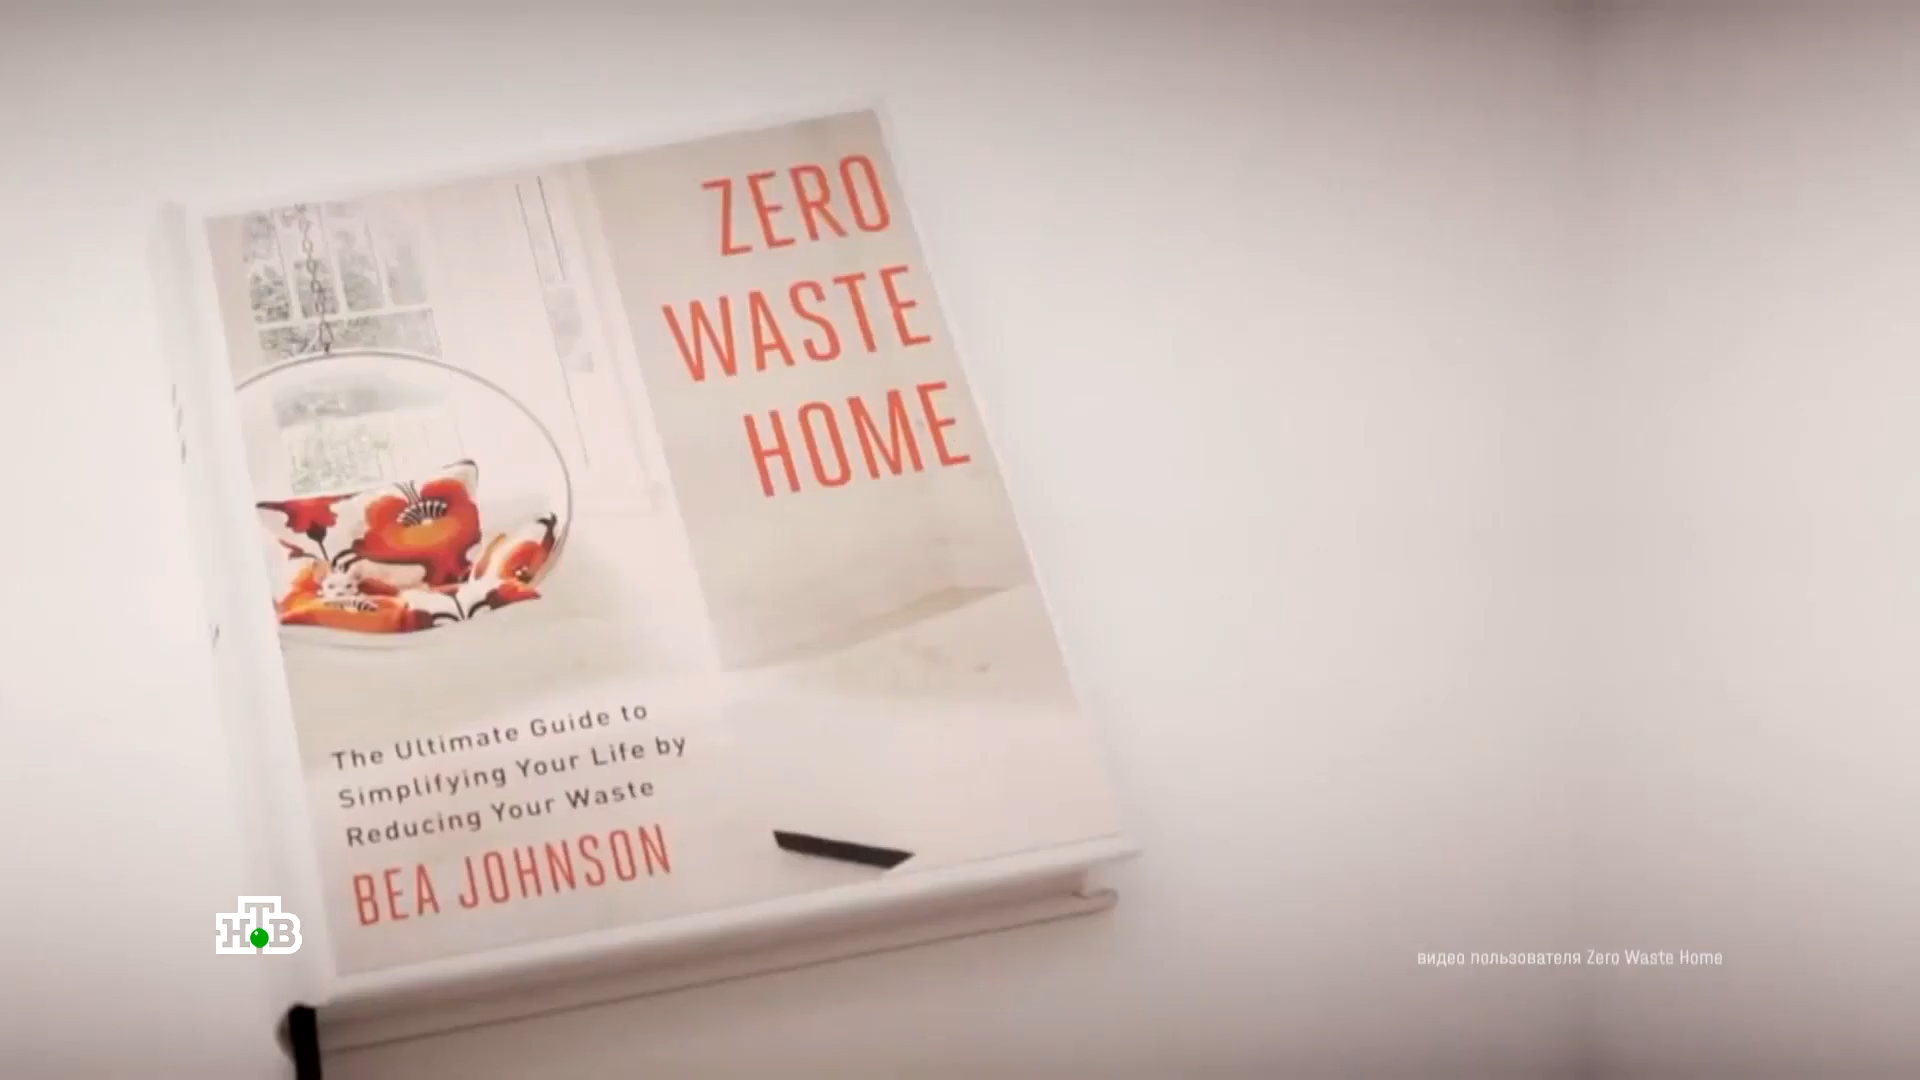 ZERO
WASTE
HOME
The Ultimate Guide to
Simplifying Your Life by
Reducing Your Waste
BEA JOHNSON
НТВ
видео пользователя Zero Waste Home